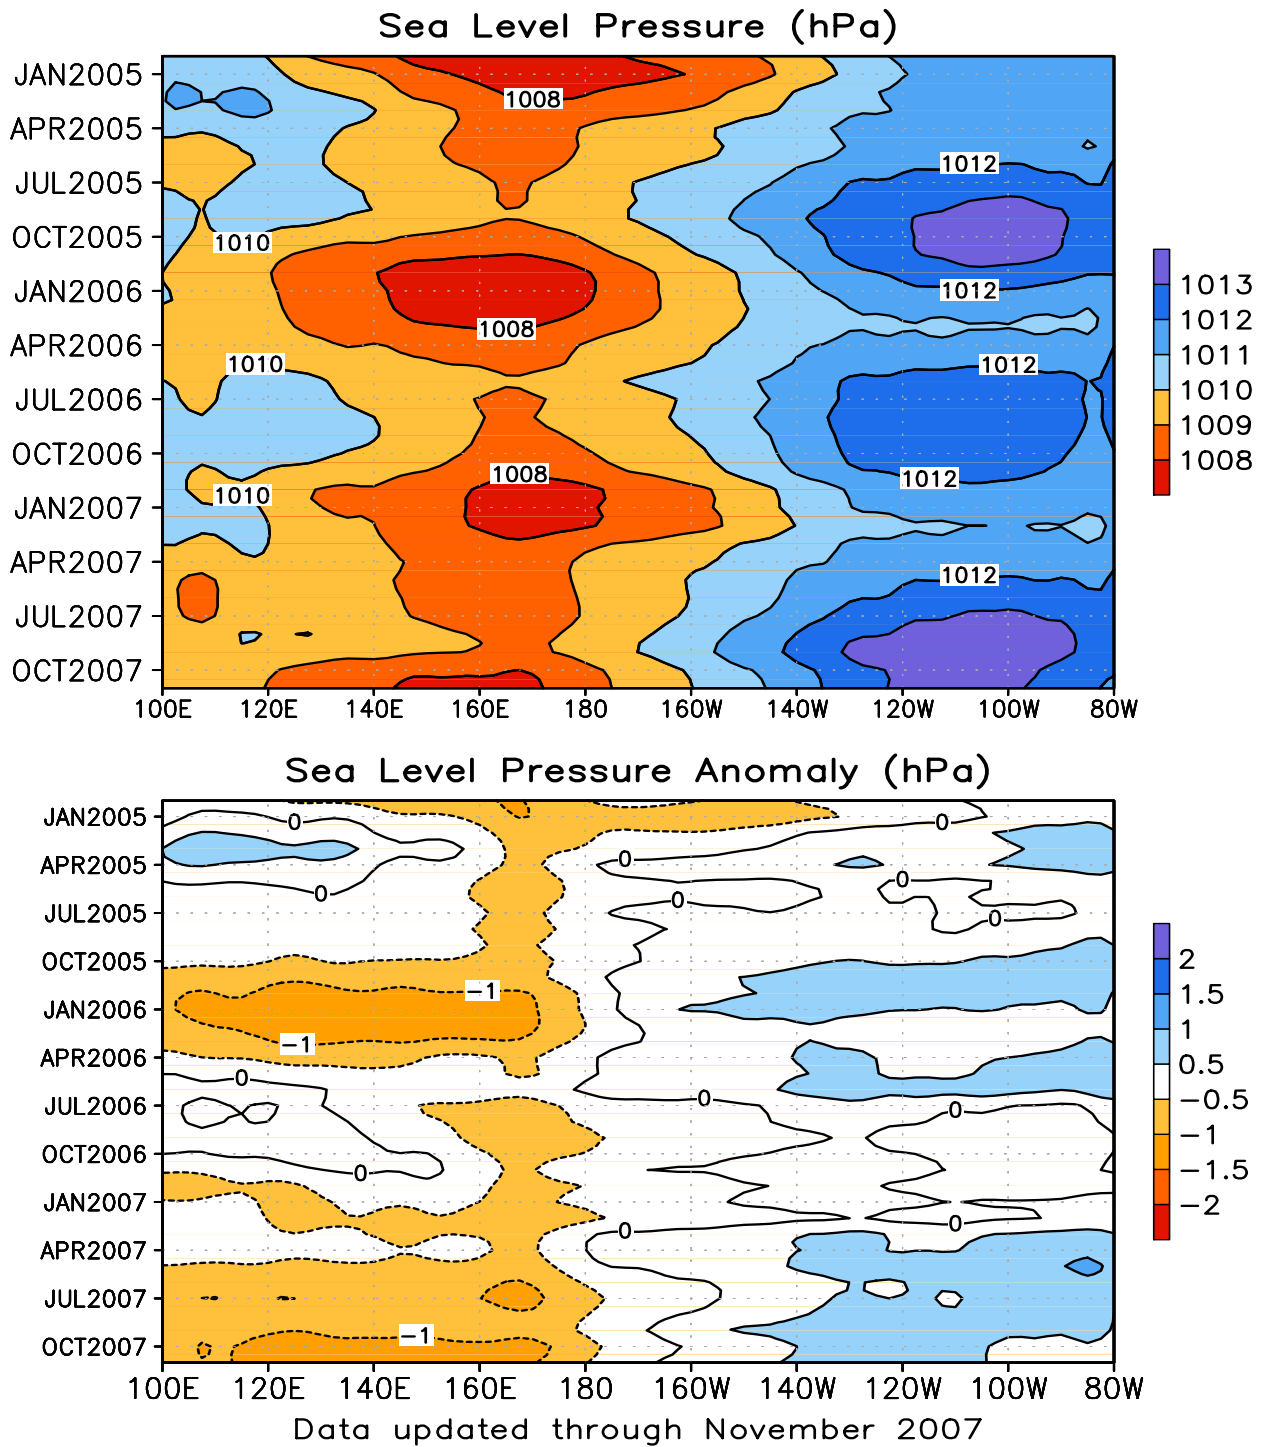 Sea Level Pressure (hPa)
JAN2005
APR2005
JUL2005
OCT2005
JAN2006
APR2006
JUL2006
OCT2006
JAN2007
APR2007
JUL2007
OCT2007
1008
1012
1010
1012
1008
1010
1012
1008
1012
1010
1012
100E 120E 140E 160E 180 160W 140W 120W 100W 80W
1013
1012
1011
1010
1009
1008
Sea Level Pressure Anomaly (hPa)
JAN2005
APR2005
JUL2005
OCT2005
JAN2006
APR2006
JUL2006
OCT2006
JAN2007
APR2007
JUL2007
OCT2007
0
0
0
0
0
0
0
-1
-1
0
0
0
0
0
0
-1
100E 120E 140E 160E 180 160W 140W 120W 100W 80W
2
1.5
1
0.5
-0.5
-1
-1.5
-2
Data updated through November 2007